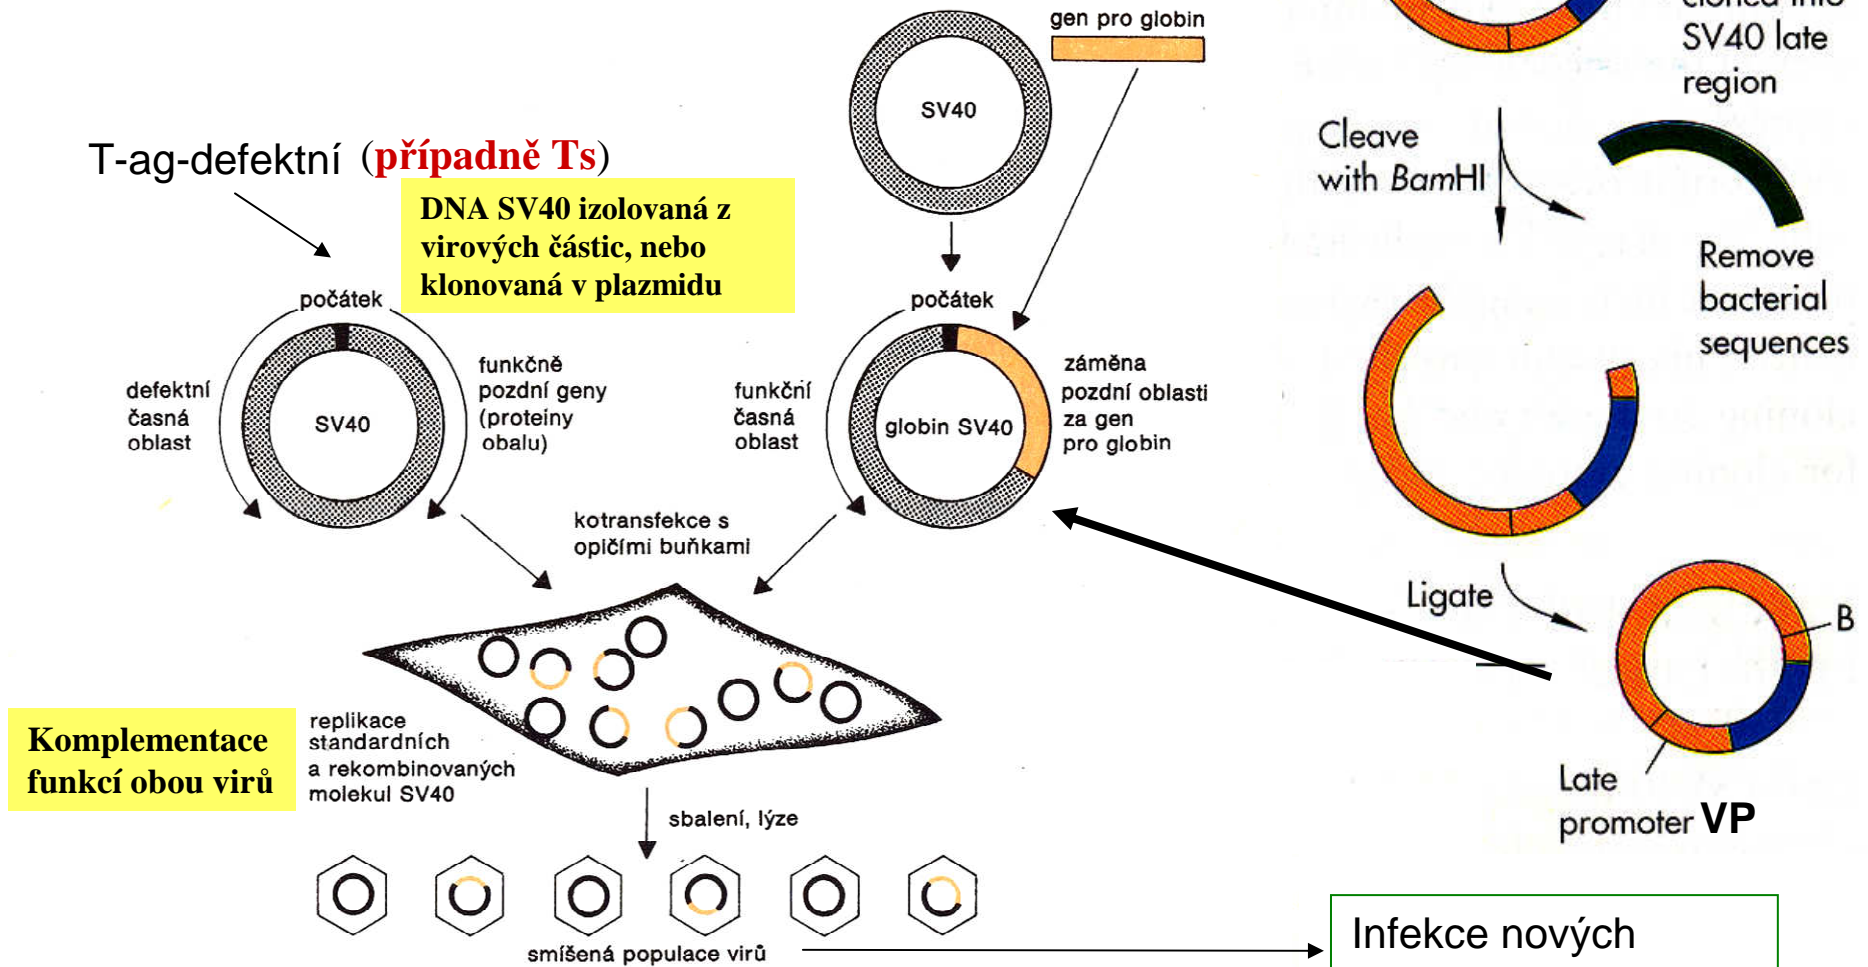 gen pro globin
SV40
T-ag-defektní (případně Ts)
DNA SV40 izolovaná z
virových částic, nebo
klonovaná v plazmidu
počátek
defektní
časná
oblast
SV40
funkčně
pozdní geny
(proteiny
obalu)
počátek
funkční
časná
oblast
globin SV40
záměna
pozdní oblasti
za gen
pro globin
kotransfekce s
opičími buňkami
Komplementace
funkcí obou virů
replikace
standardních
a rekombinovaných
molekul SV40
sbalení, lýze
smíšená populace virů
Infekce nových
cloned into
SV40 late
region
Cleave
with BamHI
Remove
bacterial
sequences
Ligate
B
Late
promoter VP